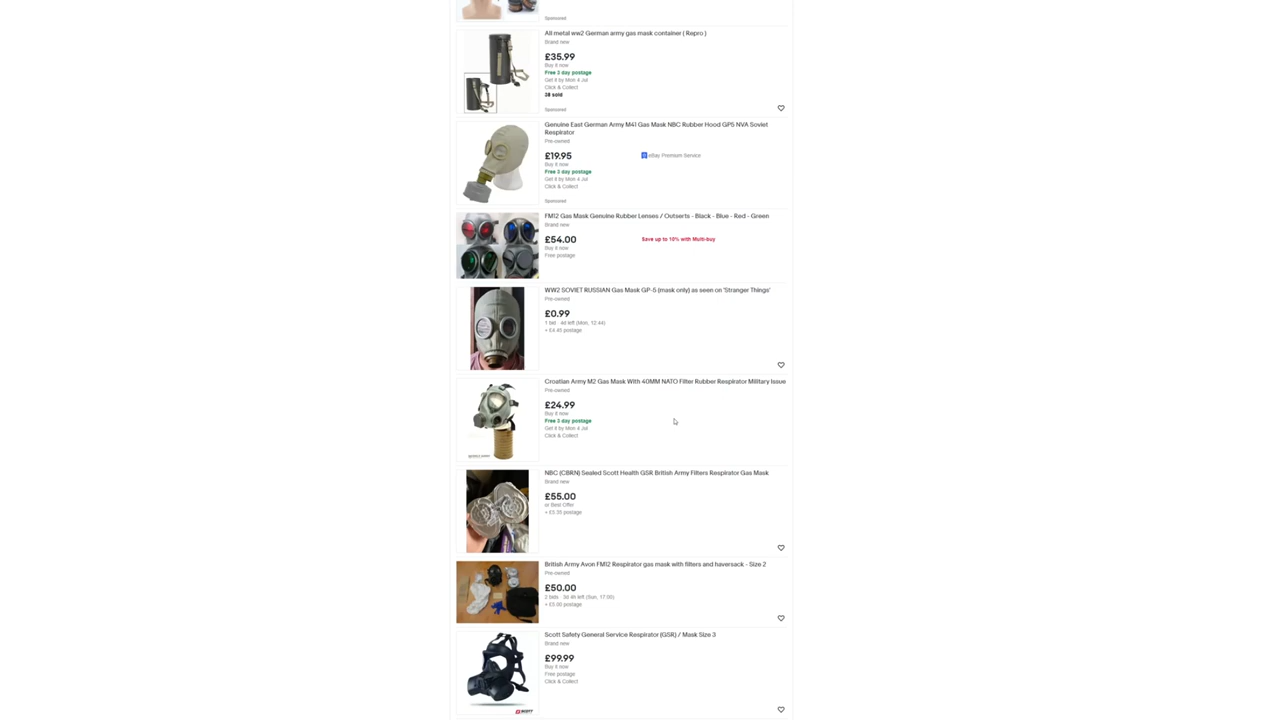 Sponsored
All metal ww2 German army gas mask container ( Repro )
Brand new
£35.99
Buy it now
Free 3 day postage
Get it by Mon 4 Jul
Click & Collect
38 sold
Sponsored
Genuine East German Army M41 Gas Mask NBC Rubber Hood GP5 NVA Soviet
Respirator
Pre-owned
£19.95
eBay Premium Service
Buy it now
Free 3 day postage
Get it by Mon 4 Jul
Click & Collect
Sponsored
FM12 Gas Mask Genuine Rubber Lenses / Outserts - Black - Blue - Red - Green
Brand new
£54.00
Save up to 10% with Multi-buy
Buy it now
Free postage
WW2 SOVIET RUSSIAN Gas Mask GP-5 (mask only) as seen on 'Stranger Things'
Pre-owned
£0.99
1 bid · 4d left (Mon, 12:44)
+ £4.45 postage
Croatian Army M2 Gas Mask With 40MM NATO Filter Rubber Respirator Military Issue
Pre-owned
£24.99
Buy it now
Free 3 day postage
Get it by Mon 4 Jul
Click & Collect
NBC (CBRN) Sealed Scott Health GSR British Army Filters Respirator Gas Mask
Brand new
£55.00
or Best Offer
+ £5.35 postage
British Army Avon FM12 Respirator gas mask with filters and haversack - Size 2
Pre-owned
£50.00
2 bids · 3d 4h left (Sun, 17:00)
+ £5.00 postage
Scott Safety General Service Respirator (GSR) / Mask Size 3
Brand new
£99.99
Buy it now
Free postage
Click & Collect
SCOTT